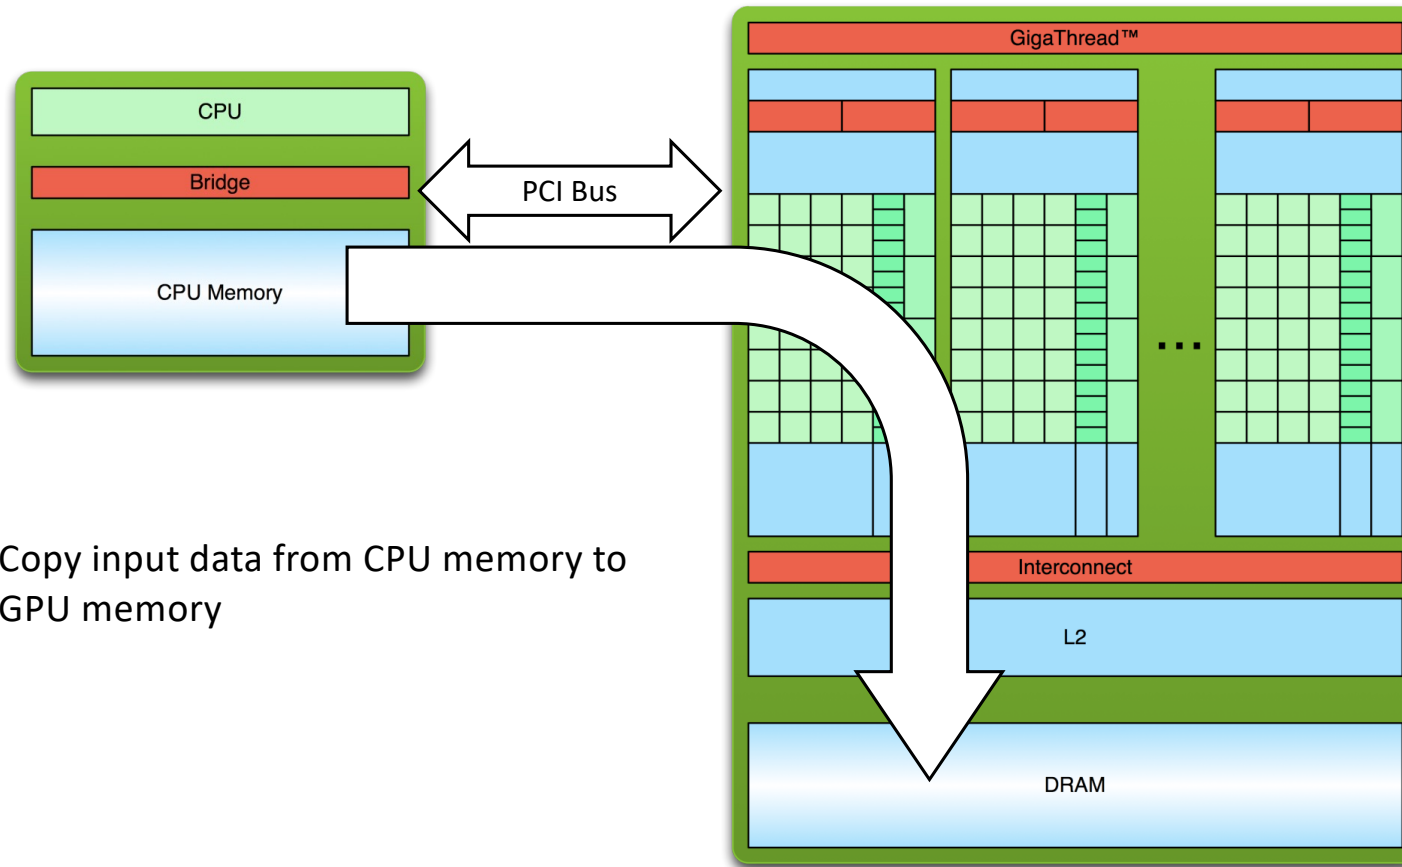 GigaThread™
CPU
Bridge
PCI Bus
CPU Memory
...
Copy input data from CPU memory to
GPU memory
Interconnect
L2
DRAM